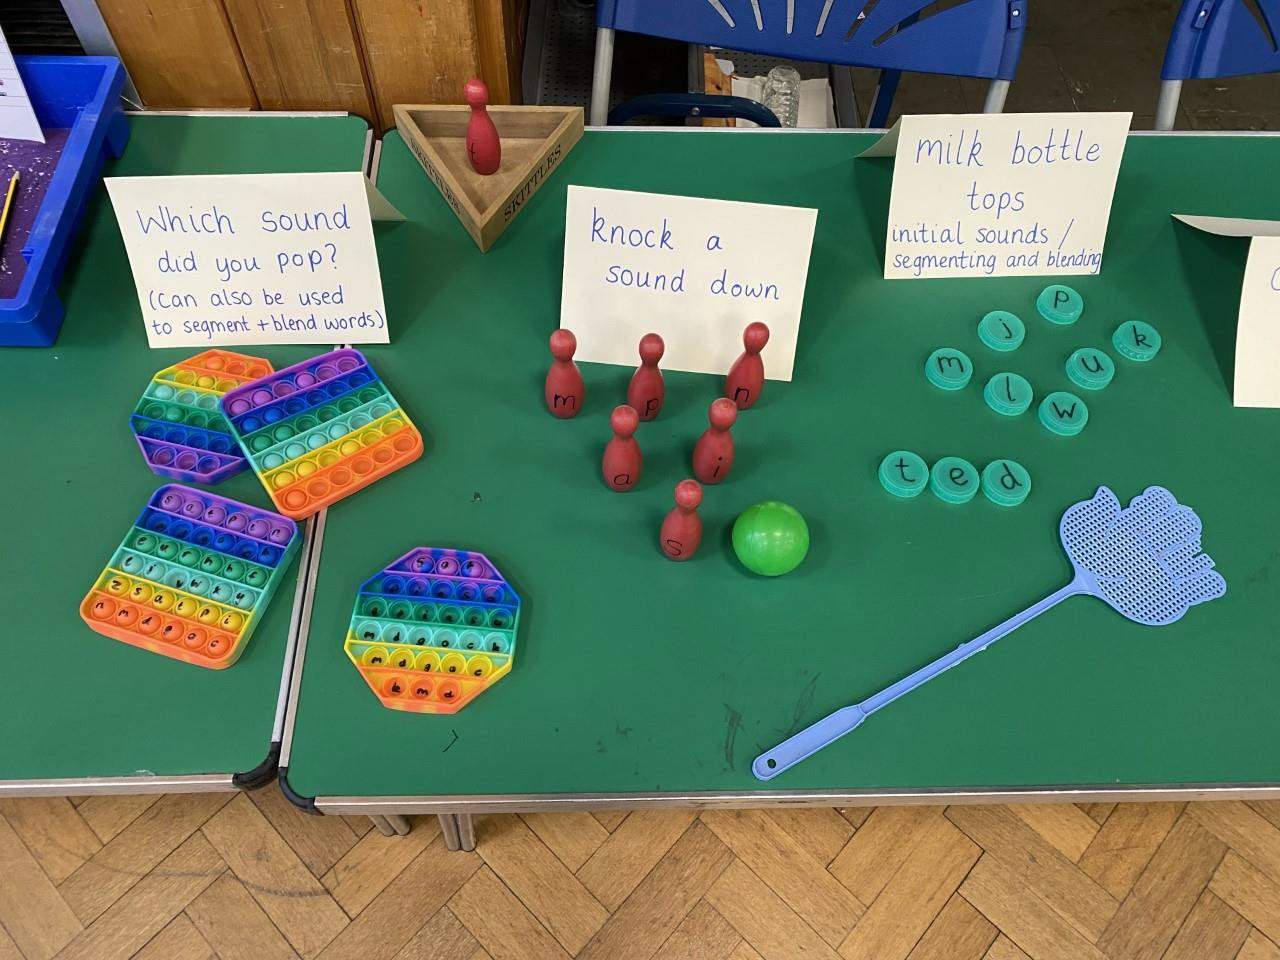 Which sound
did you pop?
(Can also be used
to segment + blend words)
SKITTLES
SKITTLES
t
knock a
sound down
m
p
n
a
i
s
milk bottle
tops
initial sounds /
segmenting and blending
p
j
k
m
u
l
w
t e d
z s a t p i
n m d g o c
m d g o c k
m d g o c
k m d